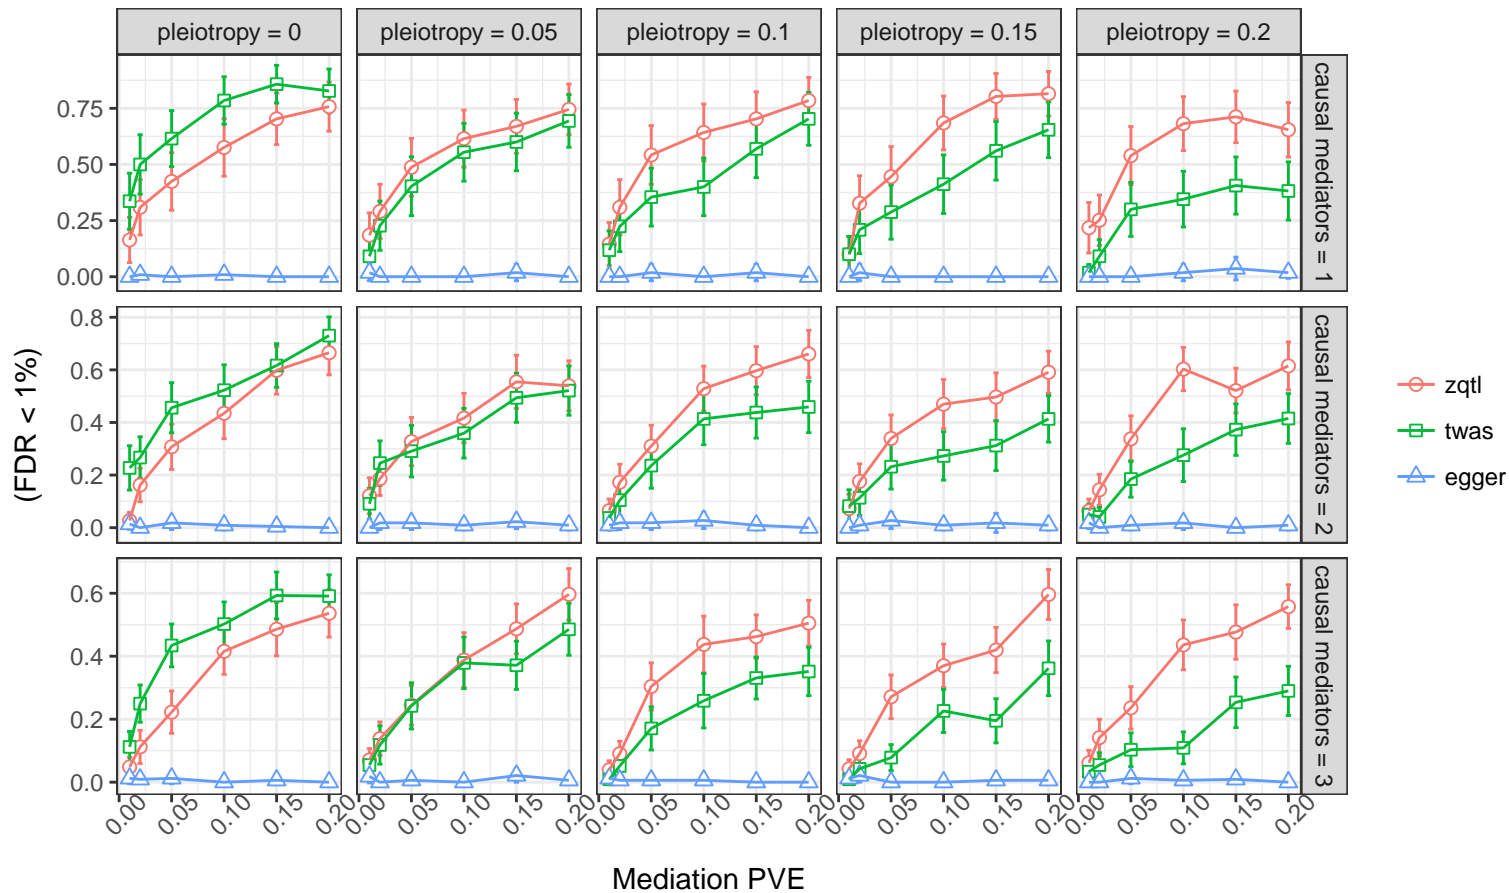 pleiotropy = 0 pleiotropy = 0.05 pleiotropy = 0.1 pleiotropy = 0.15 pleiotropy = 0.2
0.75
0.50
0.25
0.00
causal mediators = 1
0.8
0.6
0.4
0.2
0.0
causal mediators = 2
0.6
0.4
0.2
0.0
causal mediators = 3
0.00 0.05 0.10 0.15 0.20 0.00 0.05 0.10 0.15 0.20 0.00 0.05 0.10 0.15 0.20 0.00 0.05 0.10 0.15 0.20 0.00 0.05 0.10 0.15 0.20
Mediation PVE
(FDR < 1%)
zqtl
twas
egger